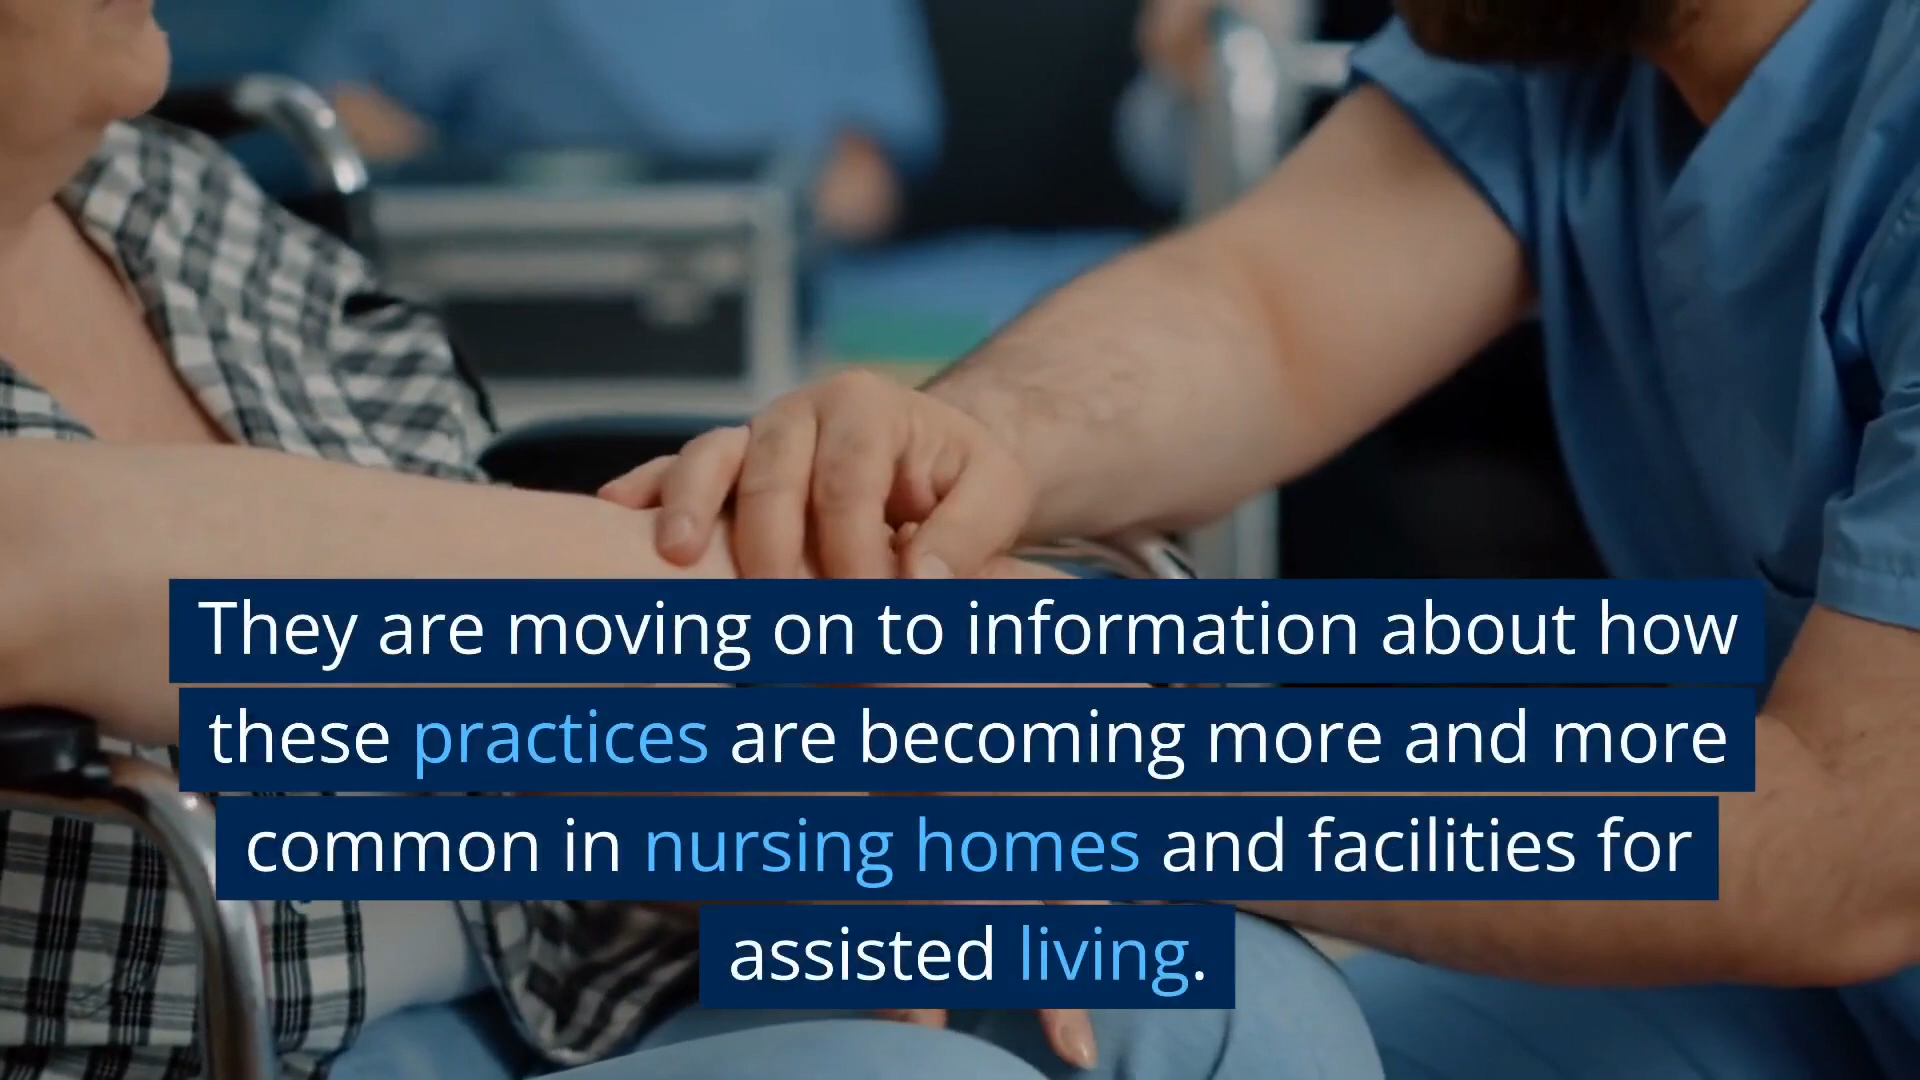 They are moving on to information about how
these practices are becoming more and more
common in nursing homes and facilities for
assisted living.